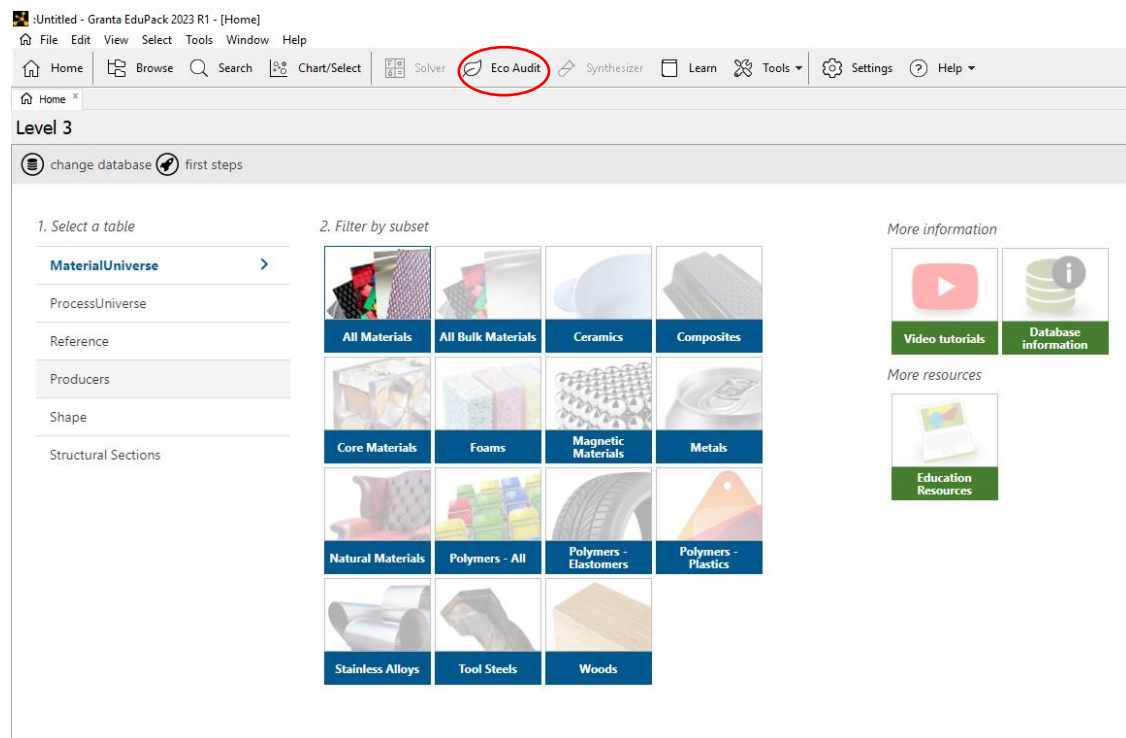 :Untitled - Granta EduPack 2023 R1 - [Home]
File Edit View Select Tools Window Help
Home Browse Search Chart/Select Solver Eco Audit Synthesizer Learn Tools Settings Help
Home x
Level 3
change database first steps
1. Select a table
MaterialUniverse
ProcessUniverse
Reference
Producers
Shape
Structural Sections
2. Filter by subset
All Materials
All Bulk Materials
Ceramics
Composites
Core Materials
Foams
Magnetic
Materials
Metals
Natural Materials
Polymers - All
Polymers -
Elastomers
Polymers -
Plastics
Stainless Alloys
Tool Steels
Woods
More information
Video tutorials
Database
information
More resources
Education
Resources